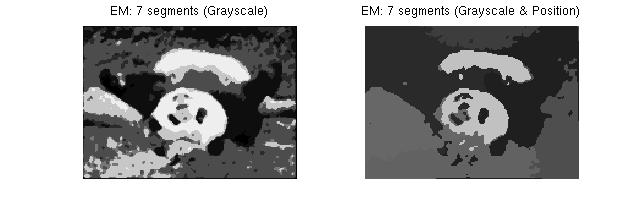 EM: 7 segments (Grayscale)
EM: 7 segments (Grayscale & Position)